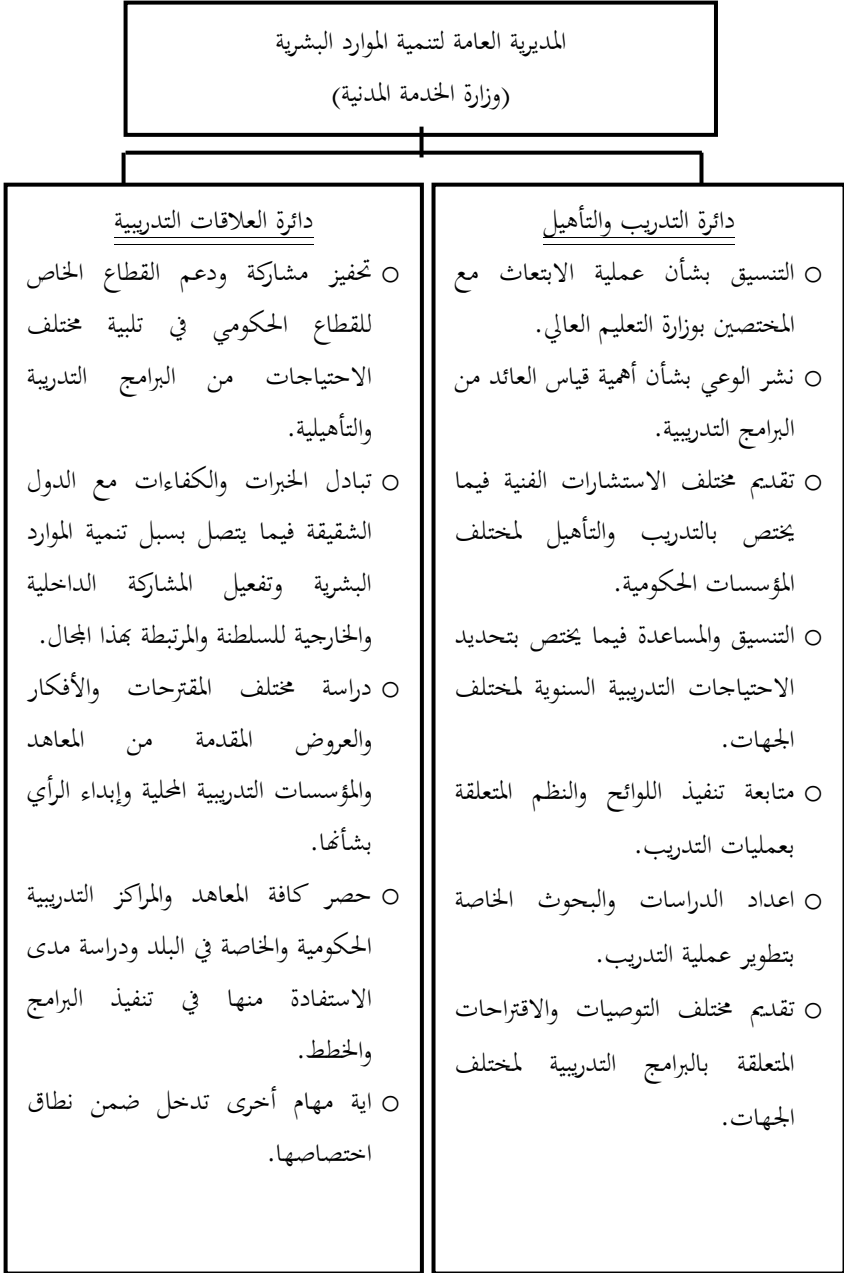 المديرية العامة لتنمية الموارد البشرية
(وزارة الخدمة المدنية)
دائرة التدريب والتأهيل
○ التنسيق بشأن عملية الابتعاث مع
المختصين بوزارة التعليم العالي.
○ نشر الوعي بشأن أهمية قياس العائد من
البرامج التدريبية.
○ تقديم مختلف الاستشارات الفنية فيما
يختص بالتدريب والتأهيل لمختلف
المؤسسات الحكومية.
○ التنسيق والمساعدة فيما يختص بتحديد
الاحتياجات التدريبية السنوية لمختلف
الجهات.
○ متابعة تنفيذ اللوائح والنظم المتعلقة
بعمليات التدريب.
○ اعداد الدراسات والبحوث الخاصة
بتطوير عملية التدريب.
○ تقديم مختلف التوصيات والاقتراحات
المتعلقة بالبرامج التدريبية لمختلف
الجهات.
دائرة العلاقات التدريبية
○ تحفيز مشاركة ودعم القطاع الخاص
للقطاع الحكومي في تلبية مختلف
الاحتياجات من البرامج التدريبة
والتأهيلية.
○ تبادل الخبرات والكفاءات مع الدول
الشقيقة فيما يتصل بسبل تنمية الموارد
البشرية وتفعيل المشاركة الداخلية
والخارجية للسلطنة والمرتبطة بهذا المجال.
○ دراسة مختلف المقترحات والأفكار
والعروض المقدمة من المعاهد
والمؤسسات التدريبية المحلية وإبداء الرأي
بشأنها.
○ حصر كافة المعاهد والمراكز التدريبية
الحكومية والخاصة في البلد ودراسة مدى
الاستفادة منها في تنفيذ البرامج
والخطط.
○ اية مهام أخرى تدخل ضمن نطاق
اختصاصها.